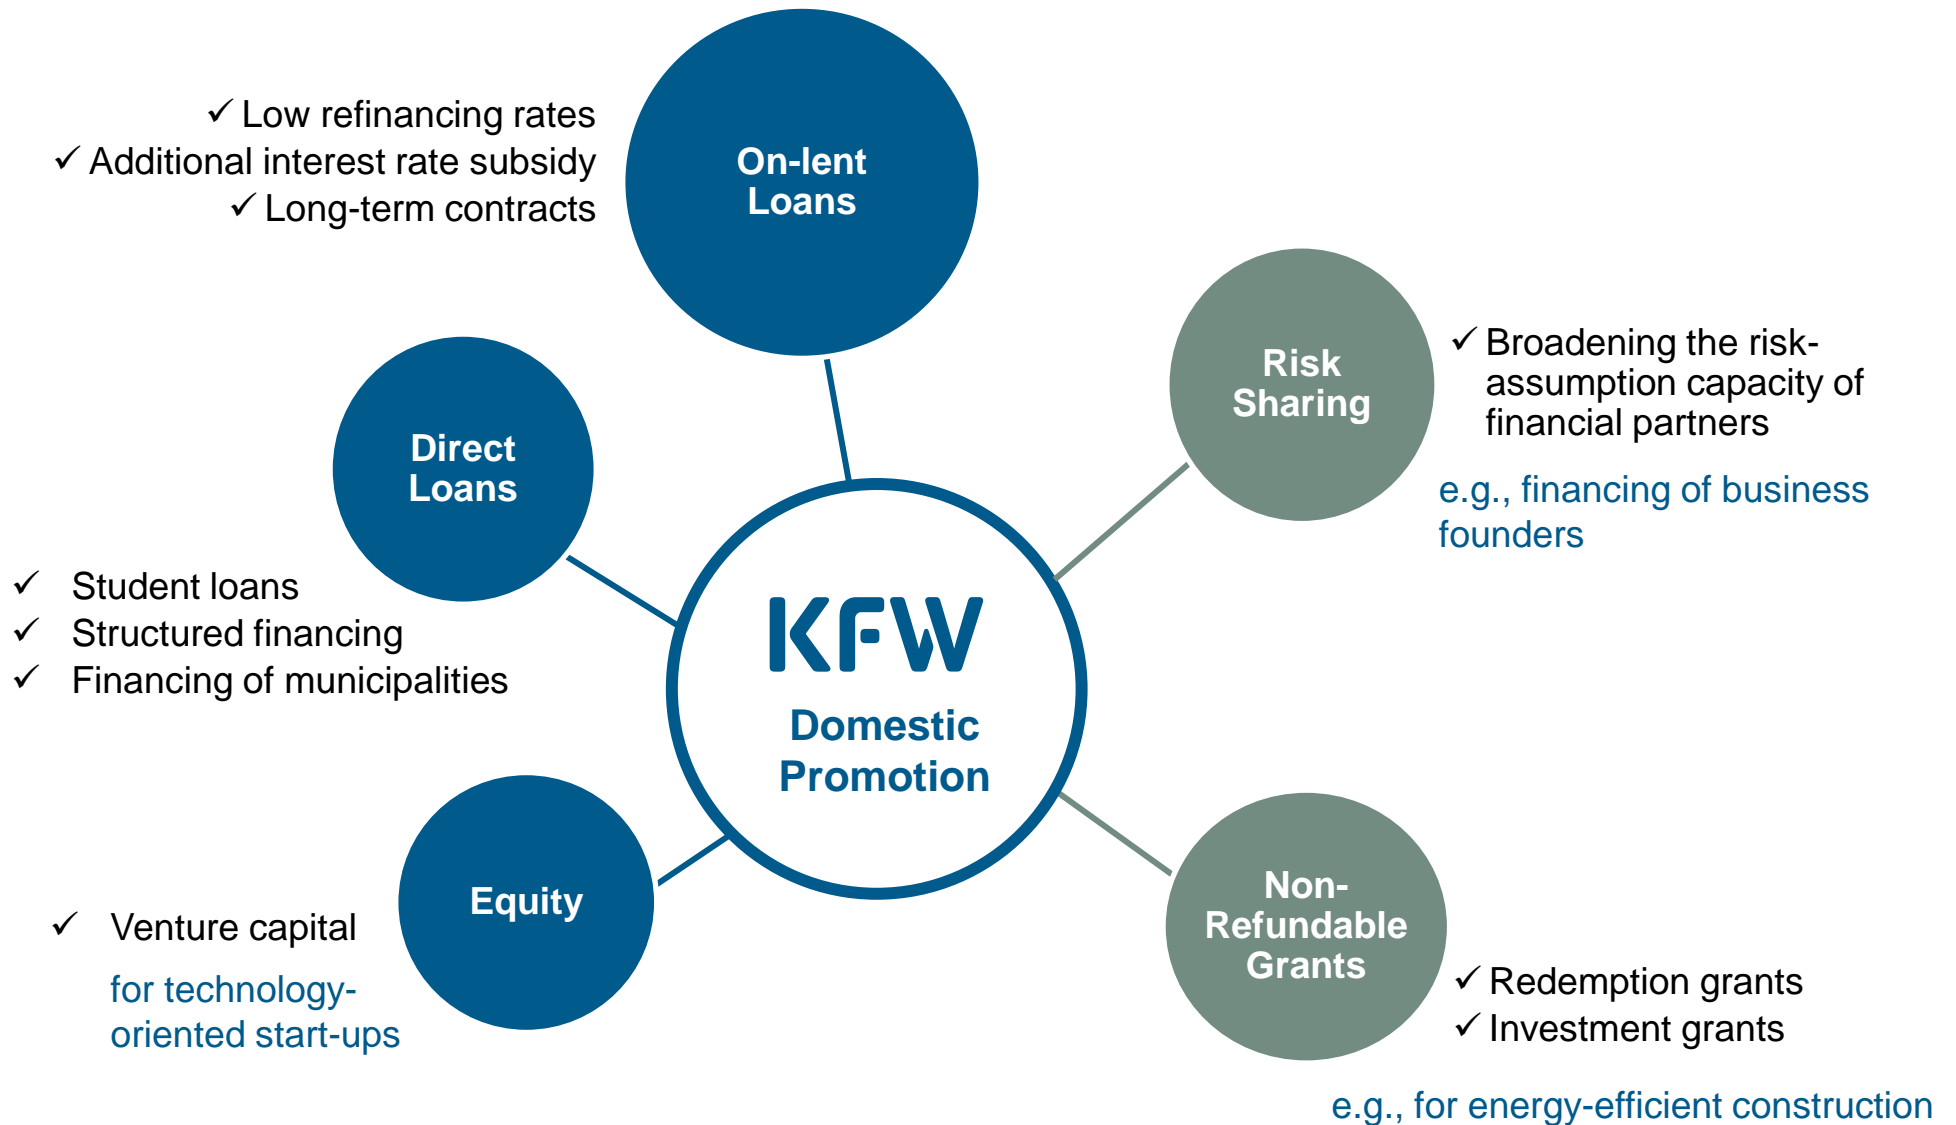 ✓ Low refinancing rates
✓ Additional interest rate subsidy
✓ Long-term contracts
On-lent
Loans
Risk
Sharing
✓ Broadening the risk-
assumption capacity of
financial partners
e.g., financing of business
founders
Direct
Loans
✓ Student loans
✓ Structured financing
✓ Financing of municipalities
KFW
Domestic
Promotion
Equity
✓ Venture capital
for technology-
oriented start-ups
Non-
Refundable
Grants
✓ Redemption grants
✓ Investment grants
e.g., for energy-efficient construction